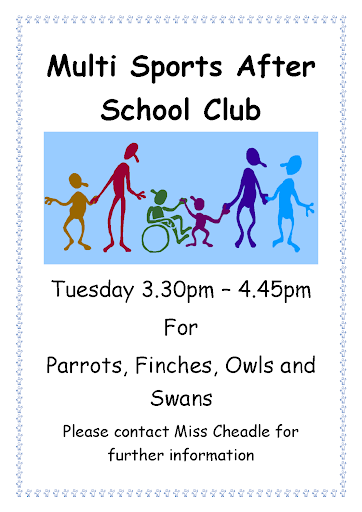 Multi Sports After
School Club
Tuesday 3.30pm – 4.45pm
For
Parrots, Finches, Owls and
Swans
Please contact Miss Cheadle for
further information